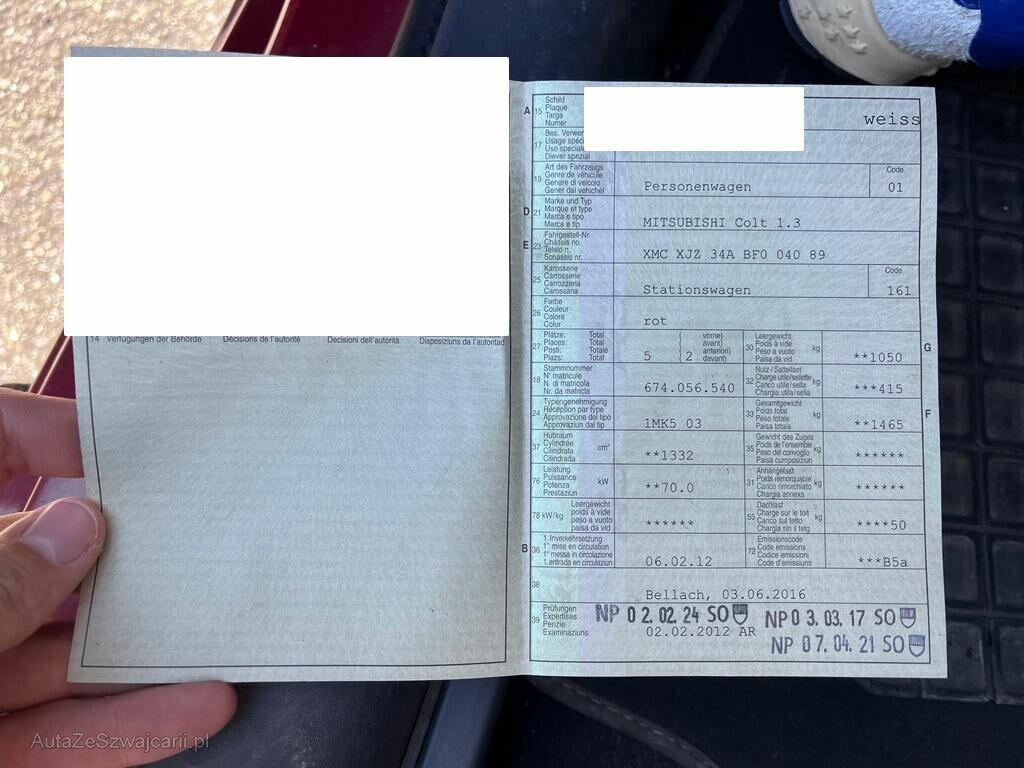 14 Verfügungen der Behörde Décisions de l'autorité Decisioni dell'autorità Disposiziuns da l'autoritad
A 15 Schild
Plaque
Targa
Numer
weiss
17 Bes. Verwen
Usage spéci
Uso speciale
Diever spezial
19 Art des Fahrzeugs
Genre de véhicule
Genere di veicolo
Gener dal vehichel
Personenwagen
Code
01
D 21 Marke und Typ
Marque et type
Marca e tipo
Marca e tip
MITSUBISHI Colt 1.3
E 23 Fahrgestell-Nr.
Châssis no
Telaio n.
Schassis nr.
XMC XJZ 34A BF0 040 89
25 Karosserie
Carrosserie
Carrozzeria
Carossaria
Stationswagen
Code
161
26 Farbe
Couleur
Colore
Colur
rot
27 Plätze: Total ( vorne)
Places: Total ( avant)
Posti: Totale ( anteriori)
Plazs: Total ( davant)
5 2
30 Leergewicht
Poids à vide
Peso a vuoto
Paisa da vid
kg
**1050
G
18 Stammnummer
N° matricule
N. di matricola
Nr. da matricla
674.056.540
32 Nutz-/Sattellast
Charge utile/sellette
Carico utile/sella
Chargia utila/sella
kg
***415
24 Typengenehmigung
Réception par type
Approvazione del tipo
Approvaziun dal tip
1MK5 03
33 Gesamtgewicht
Poids total
Peso totale
Paisa totala
kg
**1465
F
37 Hubraum
Cylindrée
Cilindrata
Cilindrada
cm³
**1332
35 Gewicht des Zuges
Poids de l'ensemble
Peso del convoglio
Paisa cumposiziun
kg
******
76 Leistung
Puissance
Potenza
Prestaziun
kW
**70.0
31 Anhängelast
Poids remorquable
Carico rimorchiato
Chargia annexa
kg
******
78 kW/kg Leergewicht
poids à vide
peso a vuoto
paisa da vid
******
55 Dachlast
Charge sur le toit
Carico sul tetto
Chargia sin il tetg
kg
****50
B 36 1. Inverkehrsetzung
1re mise en circulation
1a messa in circolazione
1. entrada en circulaziun
06.02.12
72 Emissionscode
Code émissions
Codice emissioni
Code d'emissiuns
***B5a
38
Bellach, 03.06.2016
39 Prüfungen
Expertises
Perizie
Examinaziuns
NP 02.02.24 SO NP 03.03.17 SO
02.02.2012 AR
NP 07.04.21 SO
AutaZeSzwajcarii.pl